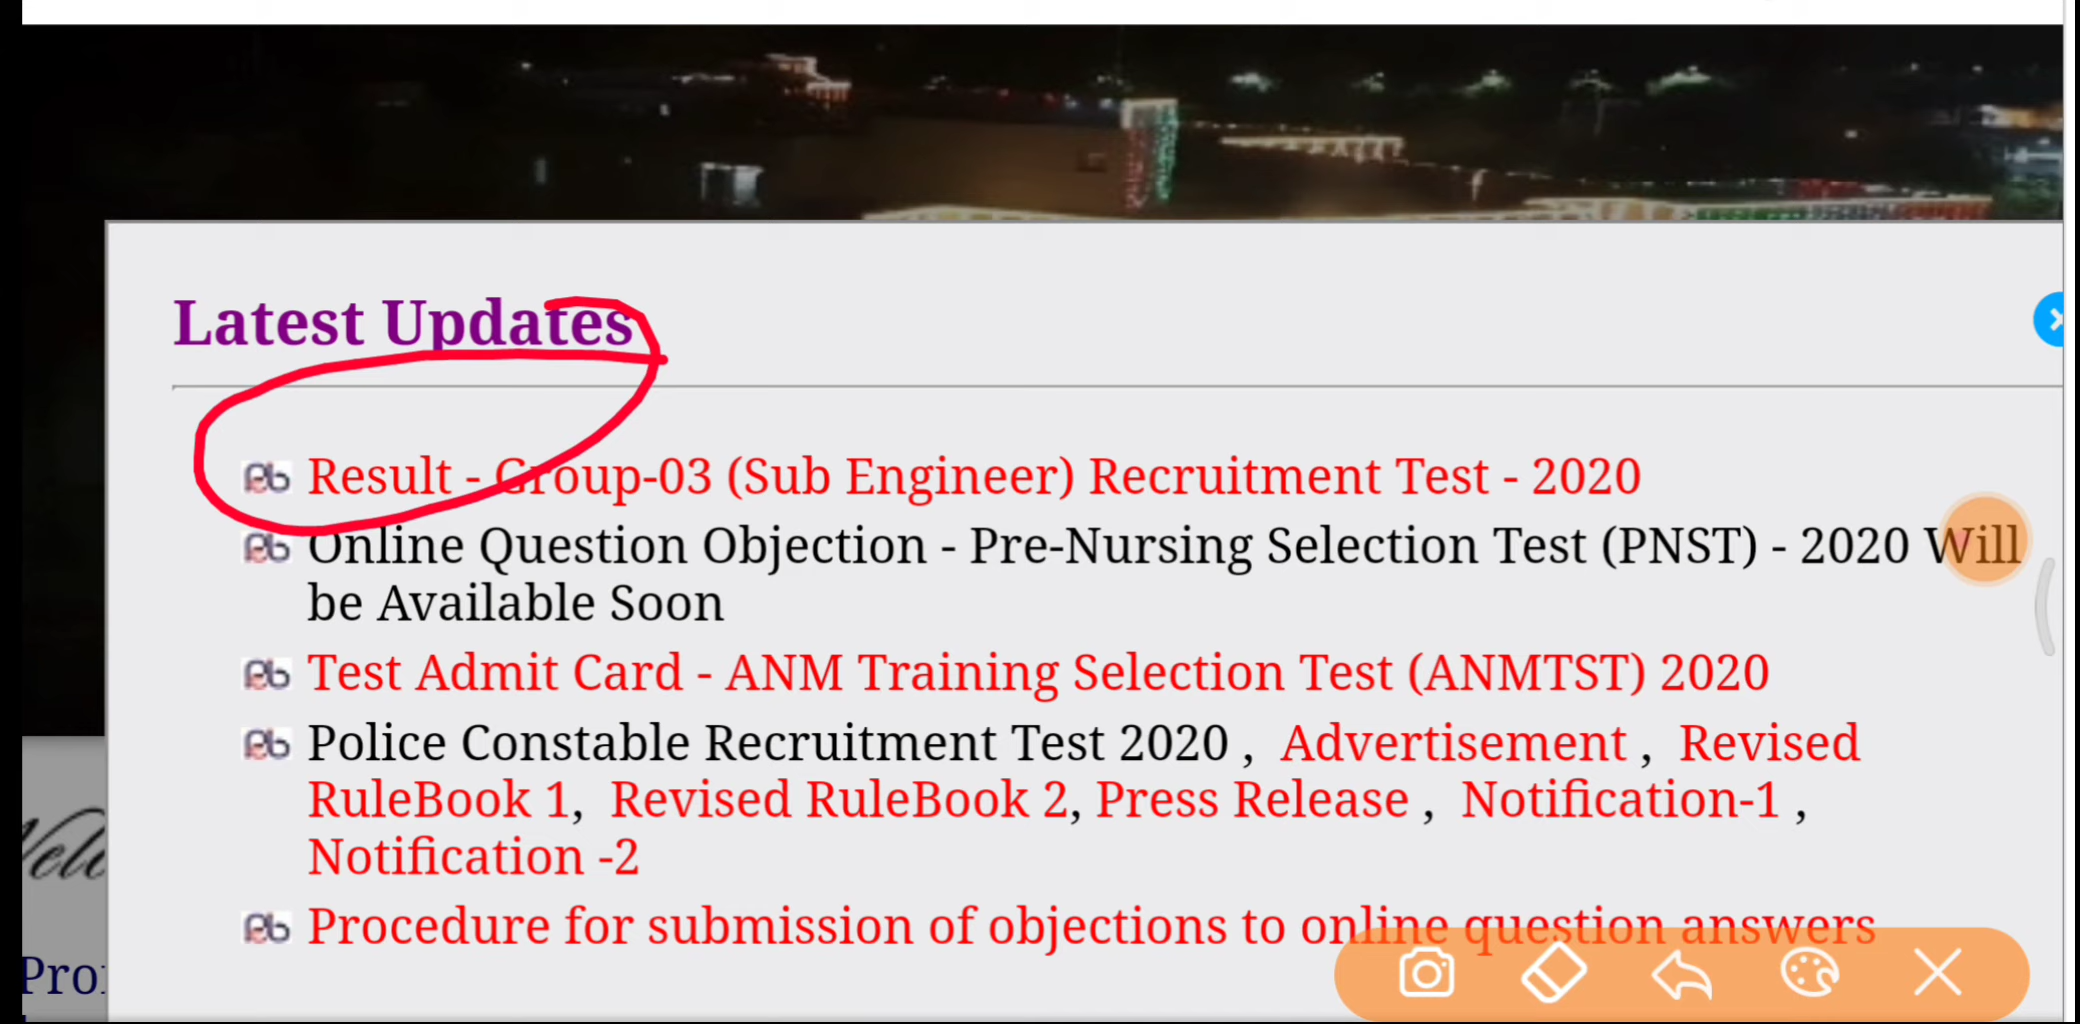 Latest Updates
Result - Group-03 (Sub Engineer) Recruitment Test - 2020
Online Question Objection - Pre-Nursing Selection Test (PNST) - 2020 Will
be Available Soon
Test Admit Card - ANM Training Selection Test (ANMTST) 2020
Police Constable Recruitment Test 2020 , Advertisement , Revised
RuleBook 1, Revised RuleBook 2, Press Release , Notification-1 ,
Notification -2
Procedure for submission of objections to online question answers